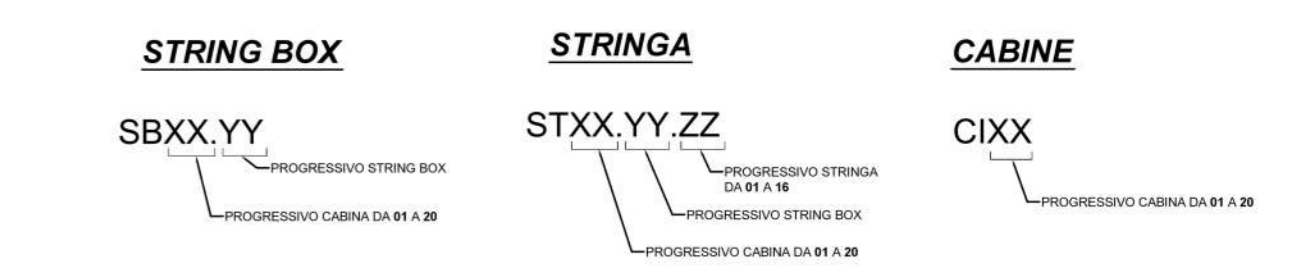 STRING BOX
SBXX.YY
PROGRESSIVO STRING BOX
PROGRESSIVO CABINA DA 01 A 20
STRINGA
STXX.YY.ZZ
PROGRESSIVO STRINGA
DA 01 A 16
PROGRESSIVO STRING BOX
PROGRESSIVO CABINA DA 01 A 20
CABINE
CIXX
PROGRESSIVO CABINA DA 01 A 20